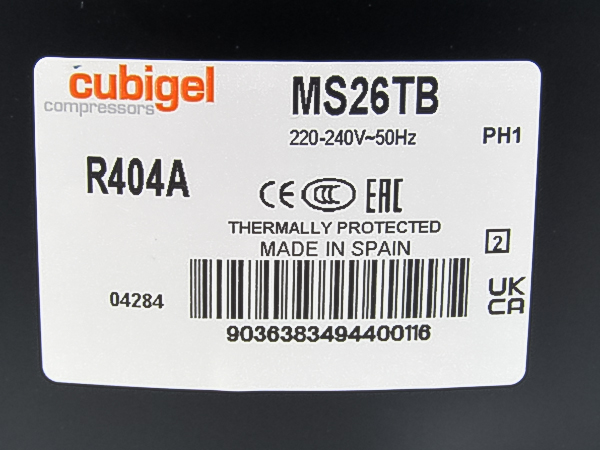 cubigel
compressors
MS26TB
220-240V~50Hz
PH1
R404A
CE CCC EAC
THERMALLY PROTECTED
MADE IN SPAIN
2
04284
UK
CA
9036383494400116